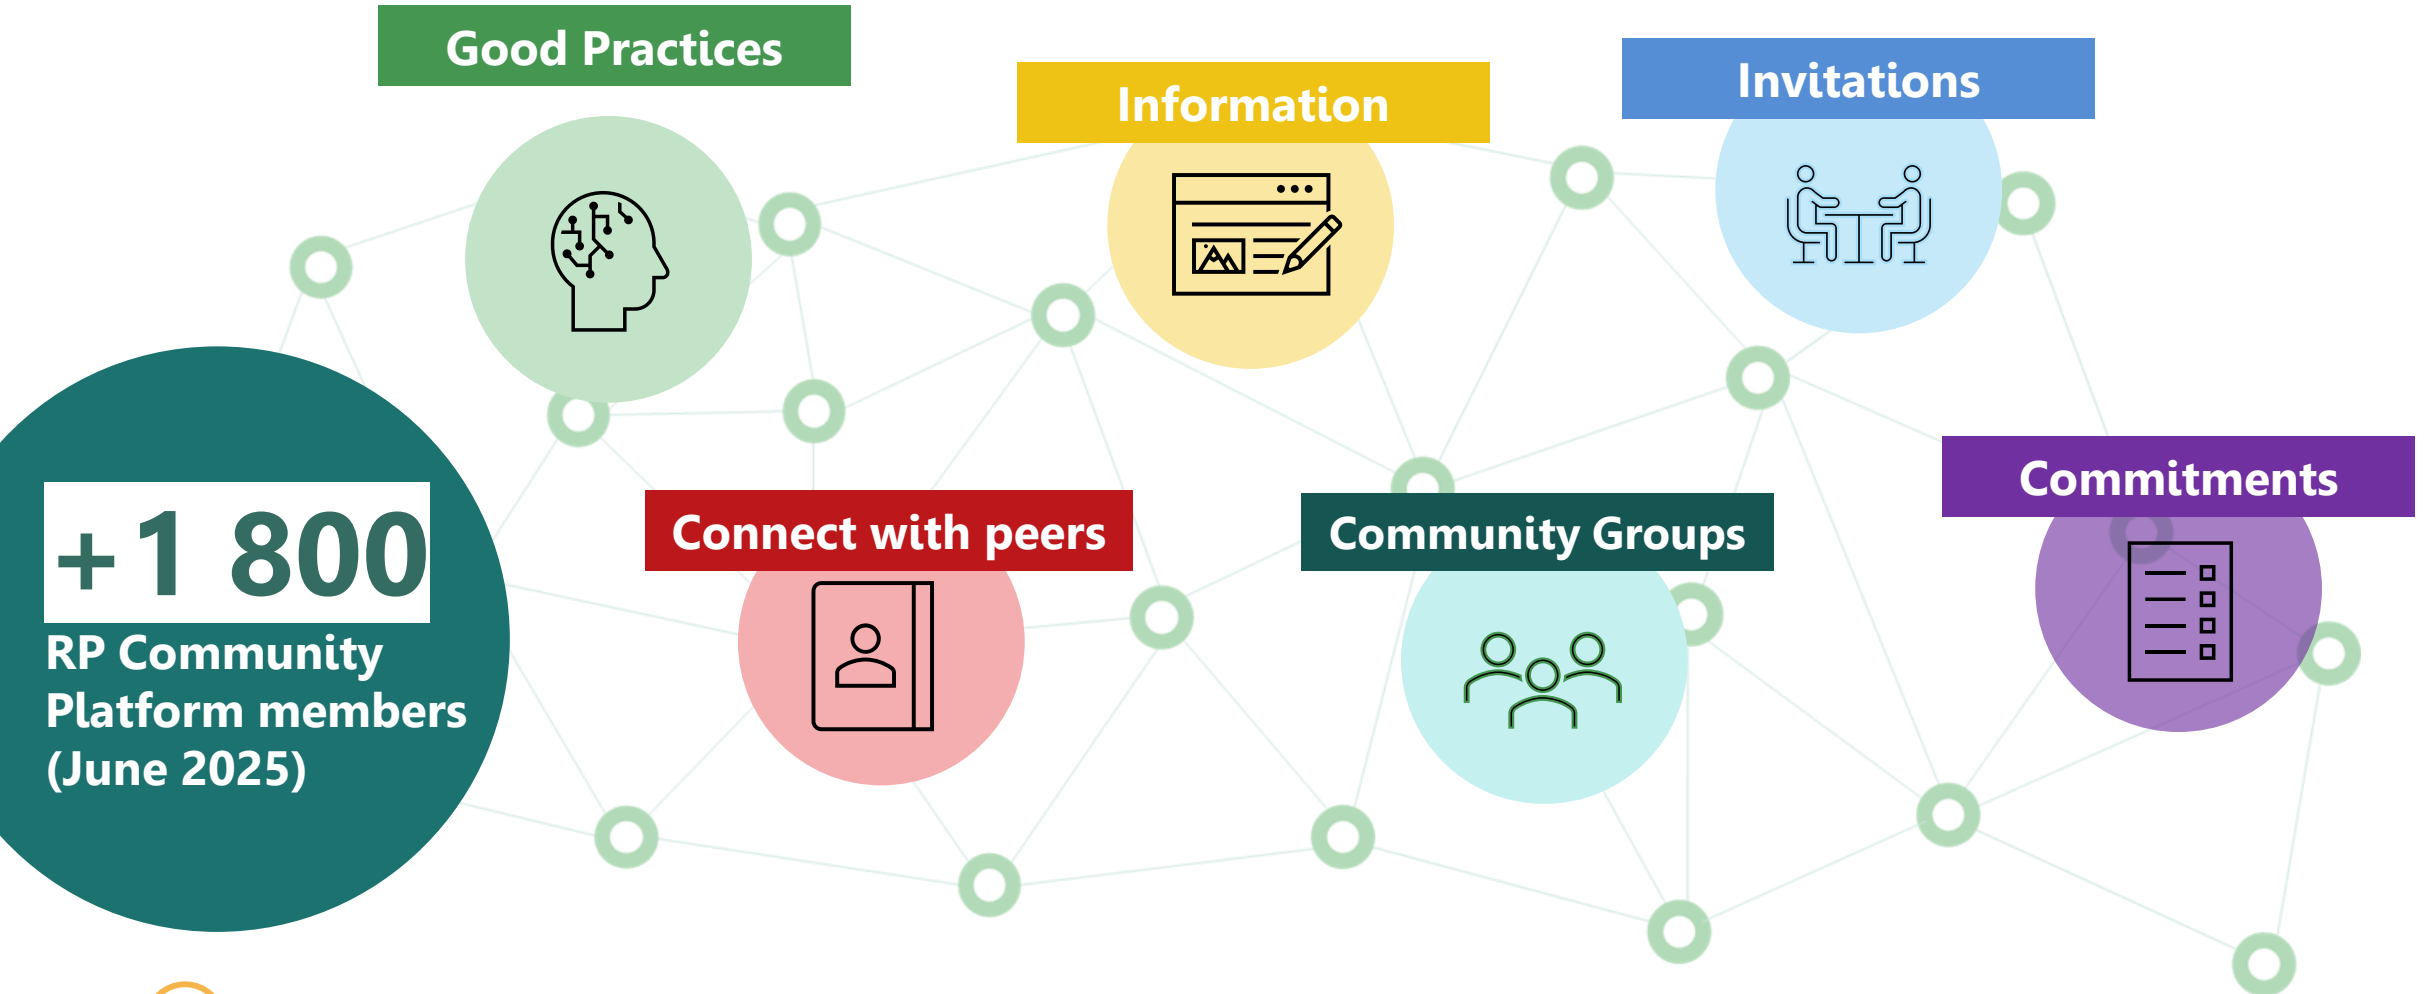 Good Practices
Information
Invitations
+1 800
RP Community
Platform members
(June 2025)
Connect with peers
Community Groups
Commitments